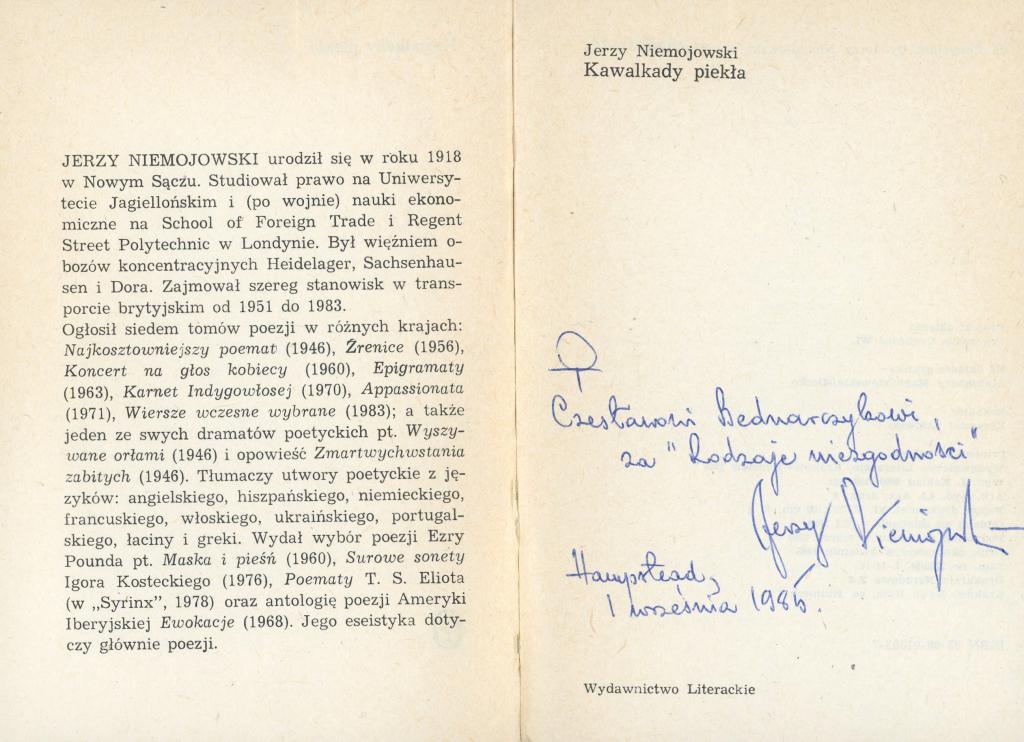 JERZY NIEMOJOWSKI urodził się w roku 1918
w Nowym Sączu. Studiował prawo na Uniwersy-
tecie Jagiellońskim i (po wojnie) nauki ekono-
miczne na School of Foreign Trade i Regent
Street Polytechnic w Londynie. Był więźniem o-
bozów koncentracyjnych Heidelager, Sachsenhau-
sen i Dora. Zajmował szereg stanowisk w trans-
porcie brytyjskim od 1951 do 1983.
Ogłosił siedem tomów poezji w różnych krajach:
Najkosztowniejszy poemat (1946), Źrenice (1956),
Koncert na głos kobiecy (1960), Epigramaty
(1963), Karnet Indygowłosej (1970), Appassionata
(1971), Wiersze wczesne wybrane (1983); a także
jeden ze swych dramatów poetyckich pt. Wyszy-
wane orłami (1946) i opowieść Zmartwychwstania
zabitych (1946). Tłumaczy utwory poetyckie z ję-
zyków: angielskiego, hiszpańskiego, niemieckiego,
francuskiego, włoskiego, ukraińskiego, portugal-
skiego, łaciny i greki. Wydał wybór poezji Ezry
Pounda pt. Maska i pieśń (1960), Surowe sonety
Igora Kosteckiego (1976), Poematy T. S. Eliota
(w „Syrinx”, 1978) oraz antologię poezji Ameryki
Iberyjskiej Ewokacje (1968). Jego eseistyka doty-
czy głównie poezji.
Jerzy Niemojowski
Kawalkady piekła
Czesławowi Bednarczykowi,
za "Rodzaje niezgodności"
Jerzy Niemojowski
Hampstead,
1 września 1985.
Wydawnictwo Literackie